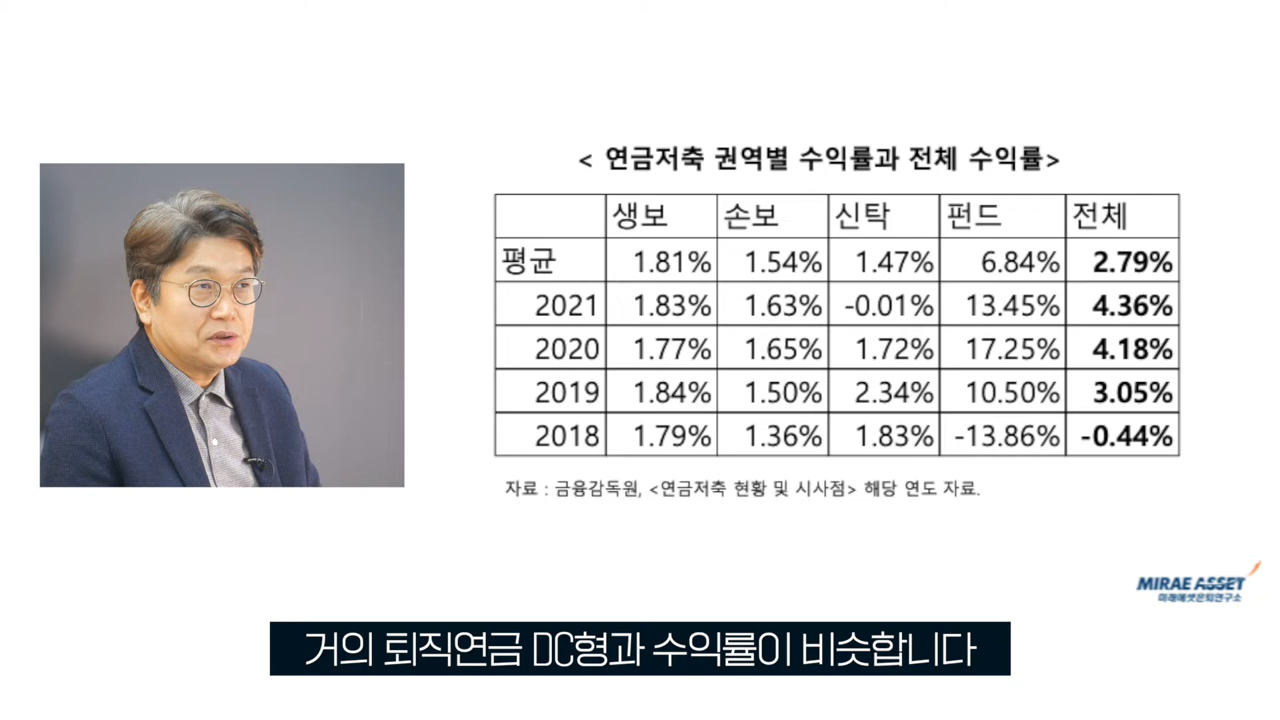 < 연금저축 권역별 수익률과 전체 수익률>
생보 손보 신탁 펀드 전체
평균 1.81% 1.54% 1.47% 6.84% 2.79%
2021 1.83% 1.63% -0.01% 13.45% 4.36%
2020 1.77% 1.65% 1.72% 17.25% 4.18%
2019 1.84% 1.50% 2.34% 10.50% 3.05%
2018 1.79% 1.36% 1.83% -13.86% -0.44%
자료 : 금융감독원, <연금저축 현황 및 시사점> 해당 연도 자료.
MIRAE ASSET
미래에셋은퇴연구소
거의 퇴직연금 DC형과 수익률이 비슷합니다